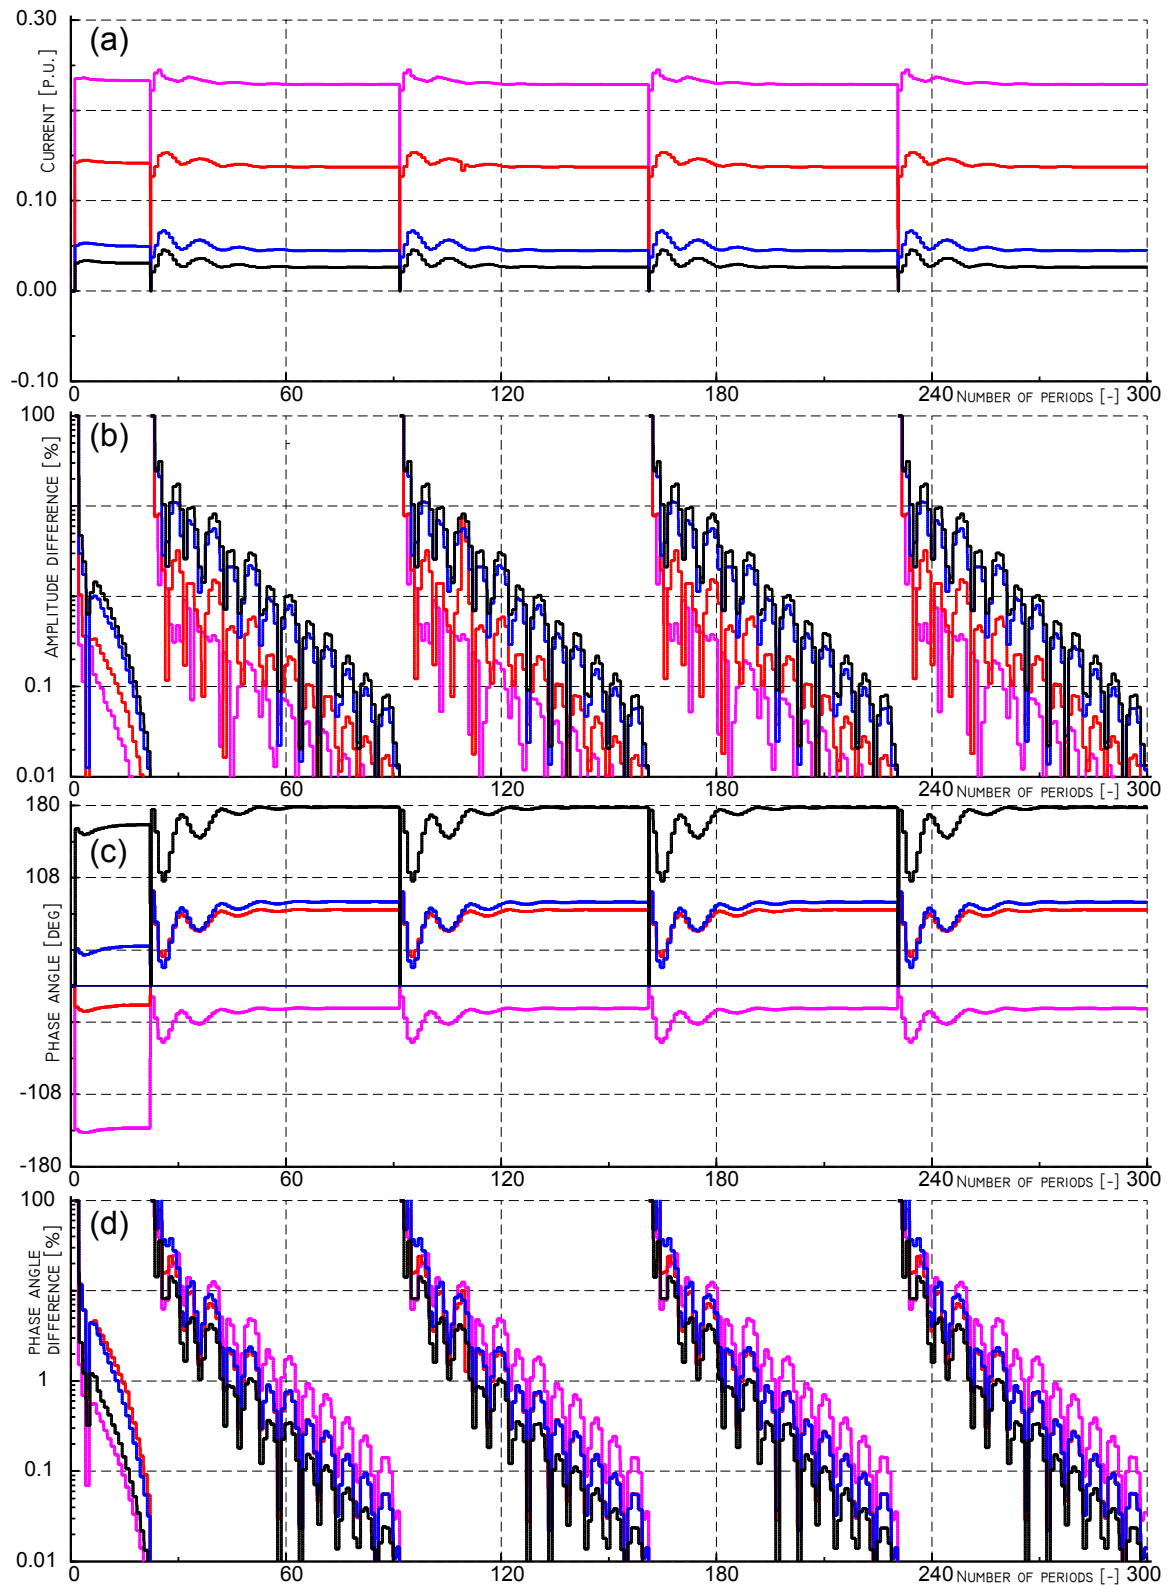 0.30
(a)
CURRENT [P.U.]
0.10
0.00
-0.10
0 60 120 180 240 NUMBER OF PERIODS [-] 300
100
(b)
AMPLITUDE DIFFERENCE [%]
1
0.1
0.01
0 60 120 180 240 NUMBER OF PERIODS [-] 300
180
(c)
108
PHASE ANGLE [DEG]
0
-108
-180
0 60 120 180 240 NUMBER OF PERIODS [-] 300
100
(d)
PHASE ANGLE
DIFFERENCE [%]
1
0.1
0.01
0 60 120 180 240 NUMBER OF PERIODS [-] 300